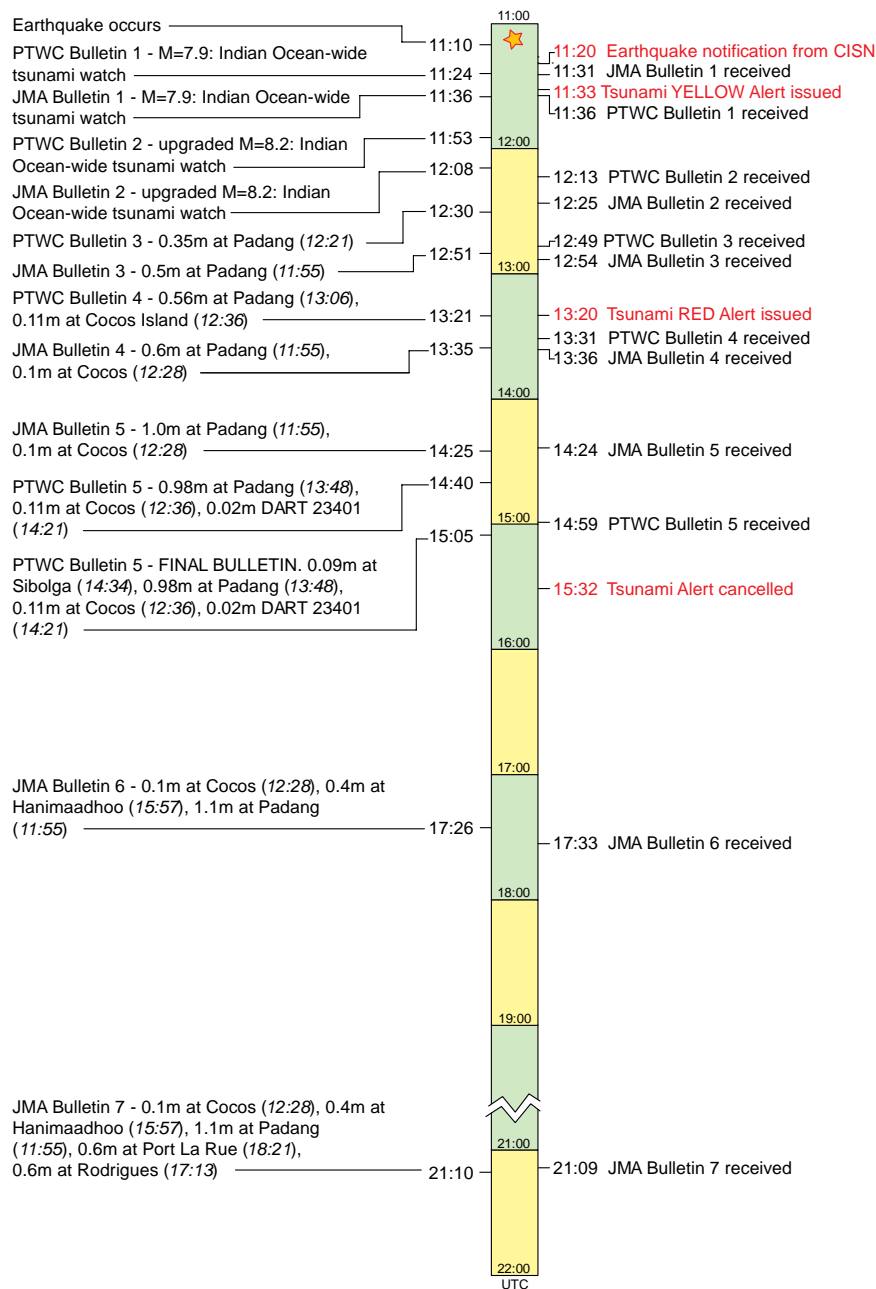 11:00
Earthquake occurs
11:10
PTWC Bulletin 1 - M=7.9: Indian Ocean-wide
tsunami watch
11:24
JMA Bulletin 1 - M=7.9: Indian Ocean-wide
tsunami watch
11:36
PTWC Bulletin 2 - upgraded M=8.2: Indian
Ocean-wide tsunami watch
11:53
JMA Bulletin 2 - upgraded M=8.2: Indian
Ocean-wide tsunami watch
12:08
PTWC Bulletin 3 - 0.35m at Padang (12:21)
12:30
JMA Bulletin 3 - 0.5m at Padang (11:55)
12:51
PTWC Bulletin 4 - 0.56m at Padang (13:06),
0.11m at Cocos Island (12:36)
13:21
JMA Bulletin 4 - 0.6m at Padang (11:55),
0.1m at Cocos (12:28)
13:35
JMA Bulletin 5 - 1.0m at Padang (11:55),
0.1m at Cocos (12:28)
14:25
PTWC Bulletin 5 - 0.98m at Padang (13:48),
0.11m at Cocos (12:36), 0.02m DART 23401
(14:21)
14:40
PTWC Bulletin 5 - FINAL BULLETIN. 0.09m at
Sibolga (14:34), 0.98m at Padang (13:48),
0.11m at Cocos (12:36), 0.02m DART 23401
(14:21)
15:05
JMA Bulletin 6 - 0.1m at Cocos (12:28), 0.4m at
Hanimaadhoo (15:57), 1.1m at Padang
(11:55)
17:26
JMA Bulletin 7 - 0.1m at Cocos (12:28), 0.4m at
Hanimaadhoo (15:57), 1.1m at Padang
(11:55), 0.6m at Port La Rue (18:21),
0.6m at Rodrigues (17:13)
21:10
12:00
13:00
14:00
15:00
16:00
17:00
18:00
19:00
21:00
22:00
UTC
11:20 Earthquake notification from CISN
11:31 JMA Bulletin 1 received
11:33 Tsunami YELLOW Alert issued
11:36 PTWC Bulletin 1 received
12:13 PTWC Bulletin 2 received
12:25 JMA Bulletin 2 received
12:49 PTWC Bulletin 3 received
12:54 JMA Bulletin 3 received
13:20 Tsunami RED Alert issued
13:31 PTWC Bulletin 4 received
13:36 JMA Bulletin 4 received
14:24 JMA Bulletin 5 received
14:59 PTWC Bulletin 5 received
15:32 Tsunami Alert cancelled
17:33 JMA Bulletin 6 received
21:09 JMA Bulletin 7 received